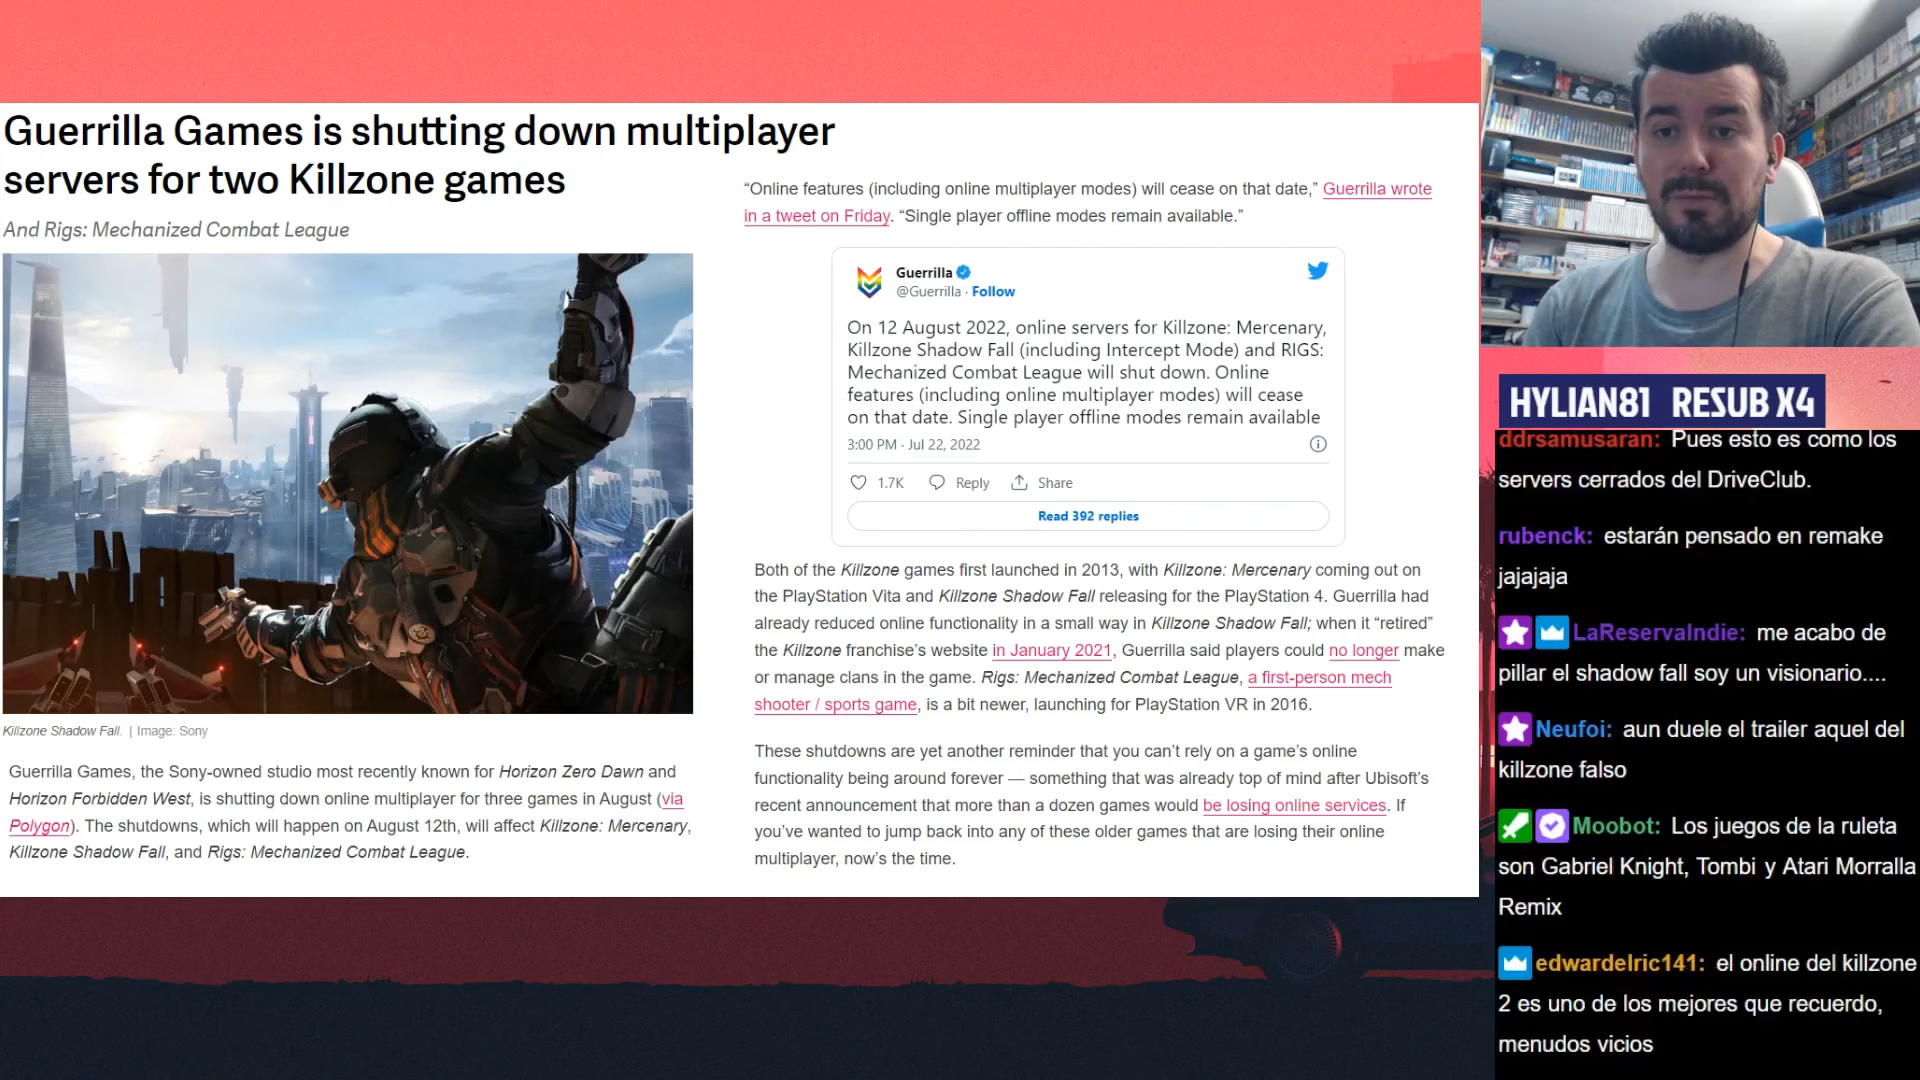 Guerrilla Games is shutting down multiplayer
servers for two Killzone games
And Rigs: Mechanized Combat League
Killzone Shadow Fall. | Image: Sony
Guerrilla Games, the Sony-owned studio most recently known for Horizon Zero Dawn and
Horizon Forbidden West, is shutting down online multiplayer for three games in August (via
Polygon). The shutdowns, which will happen on August 12th, will affect Killzone: Mercenary,
Killzone Shadow Fall, and Rigs: Mechanized Combat League.
“Online features (including online multiplayer modes) will cease on that date,” Guerrilla wrote
in a tweet on Friday. “Single player offline modes remain available.”
Guerrilla
@Guerrilla · Follow
On 12 August 2022, online servers for Killzone: Mercenary,
Killzone Shadow Fall (including Intercept Mode) and RIGS:
Mechanized Combat League will shut down. Online
features (including online multiplayer modes) will cease
on that date. Single player offline modes remain available
3:00 PM · Jul 22, 2022
1.7K Reply Share
Read 392 replies
Both of the Killzone games first launched in 2013, with Killzone: Mercenary coming out on
the PlayStation Vita and Killzone Shadow Fall releasing for the PlayStation 4. Guerrilla had
already reduced online functionality in a small way in Killzone Shadow Fall; when it “retired”
the Killzone franchise’s website in January 2021, Guerrilla said players could no longer make
or manage clans in the game. Rigs: Mechanized Combat League, a first-person mech
shooter / sports game, is a bit newer, launching for PlayStation VR in 2016.
These shutdowns are yet another reminder that you can’t rely on a game’s online
functionality being around forever — something that was already top of mind after Ubisoft’s
recent announcement that more than a dozen games would be losing online services. If
you’ve wanted to jump back into any of these older games that are losing their online
multiplayer, now’s the time.
HYLIAN81 RESUB X4
ddrsamusaran: Pues esto es como los
servers cerrados del DriveClub.
rubenck: estarán pensado en remake
jajajaja
LaReservaIndie: me acabo de
pillar el shadow fall soy un visionario....
Neufoi: aun duele el trailer aquel del
killzone falso
Moobot: Los juegos de la ruleta
son Gabriel Knight, Tombi y Atari Morralla
Remix
edwardelric141: el online del killzone
2 es uno de los mejores que recuerdo,
menudos vicios